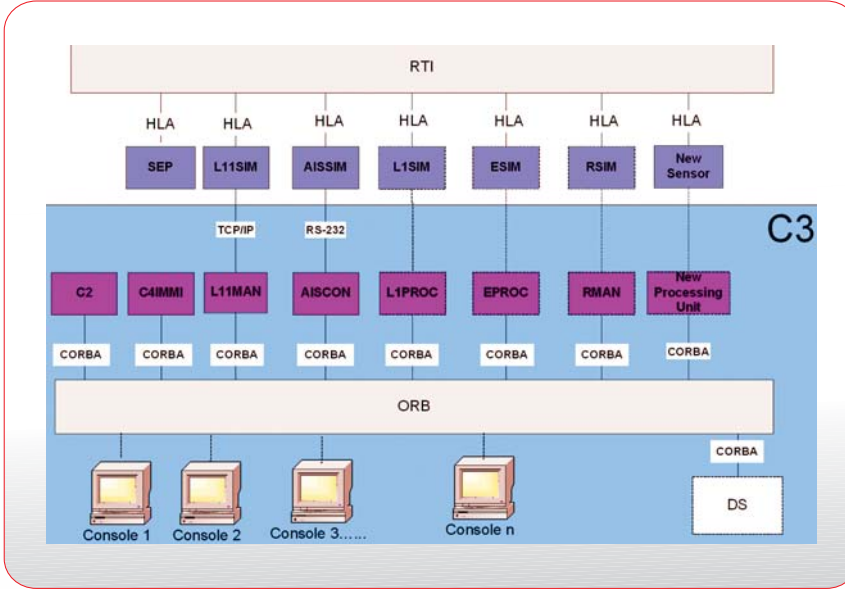 RTI
HLA HLA HLA HLA HLA HLA HLA
SEP L11SIM AISSIM L1SIM ESIM RSIM New
Sensor
C3
TCP/IP RS-232
C2 C4IMMI L11MAN AISCON L1PROC EPROC RMAN New
Processing
Unit
CORBA CORBA CORBA CORBA CORBA CORBA CORBA CORBA
ORB
CORBA
DS
Console 1 Console 2 Console 3...... Console n